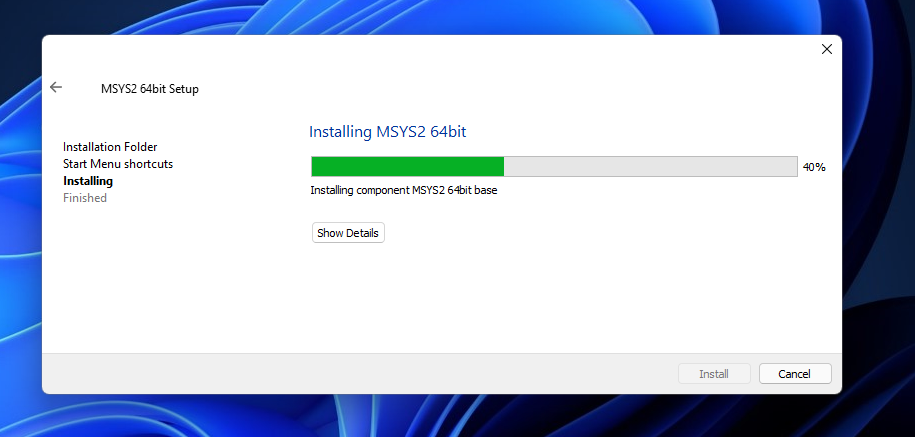 MSYS2 64bit Setup
Installation Folder
Start Menu shortcuts
Installing
Finished
Installing MSYS2 64bit
40%
Installing component MSYS2 64bit base
Show Details
Install
Cancel